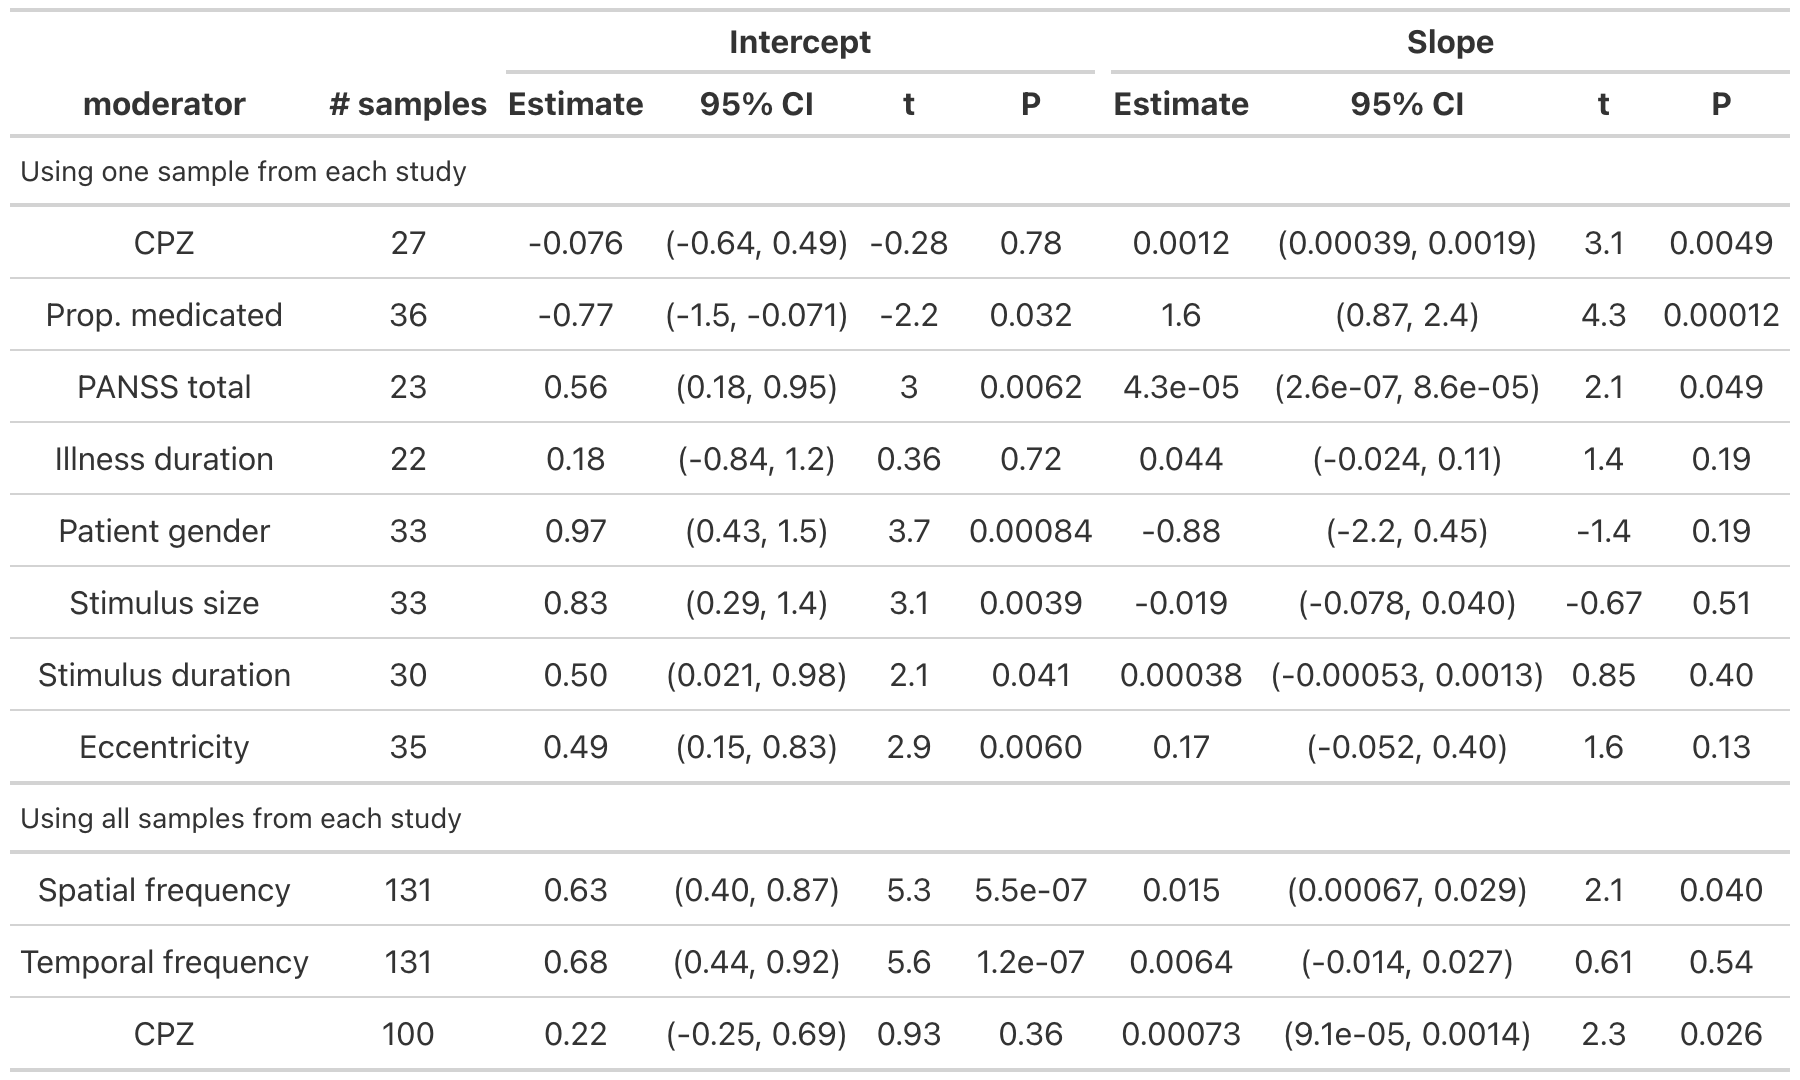 Intercept Slope
moderator # samples Estimate 95% CI t P Estimate 95% CI t P
Using one sample from each study
CPZ 27 -0.076 (-0.64, 0.49) -0.28 0.78 0.0012 (0.00039, 0.0019) 3.1 0.0049
Prop. medicated 36 -0.77 (-1.5, -0.071) -2.2 0.032 1.6 (0.87, 2.4) 4.3 0.00012
PANSS total 23 0.56 (0.18, 0.95) 3 0.0062 4.3e-05 (2.6e-07, 8.6e-05) 2.1 0.049
Illness duration 22 0.18 (-0.84, 1.2) 0.36 0.72 0.044 (-0.024, 0.11) 1.4 0.19
Patient gender 33 0.97 (0.43, 1.5) 3.7 0.00084 -0.88 (-2.2, 0.45) -1.4 0.19
Stimulus size 33 0.83 (0.29, 1.4) 3.1 0.0039 -0.019 (-0.078, 0.040) -0.67 0.51
Stimulus duration 30 0.50 (0.021, 0.98) 2.1 0.041 0.00038 (-0.00053, 0.0013) 0.85 0.40
Eccentricity 35 0.49 (0.15, 0.83) 2.9 0.0060 0.17 (-0.052, 0.40) 1.6 0.13
Using all samples from each study
Spatial frequency 131 0.63 (0.40, 0.87) 5.3 5.5e-07 0.015 (0.00067, 0.029) 2.1 0.040
Temporal frequency 131 0.68 (0.44, 0.92) 5.6 1.2e-07 0.0064 (-0.014, 0.027) 0.61 0.54
CPZ 100 0.22 (-0.25, 0.69) 0.93 0.36 0.00073 (9.1e-05, 0.0014) 2.3 0.026